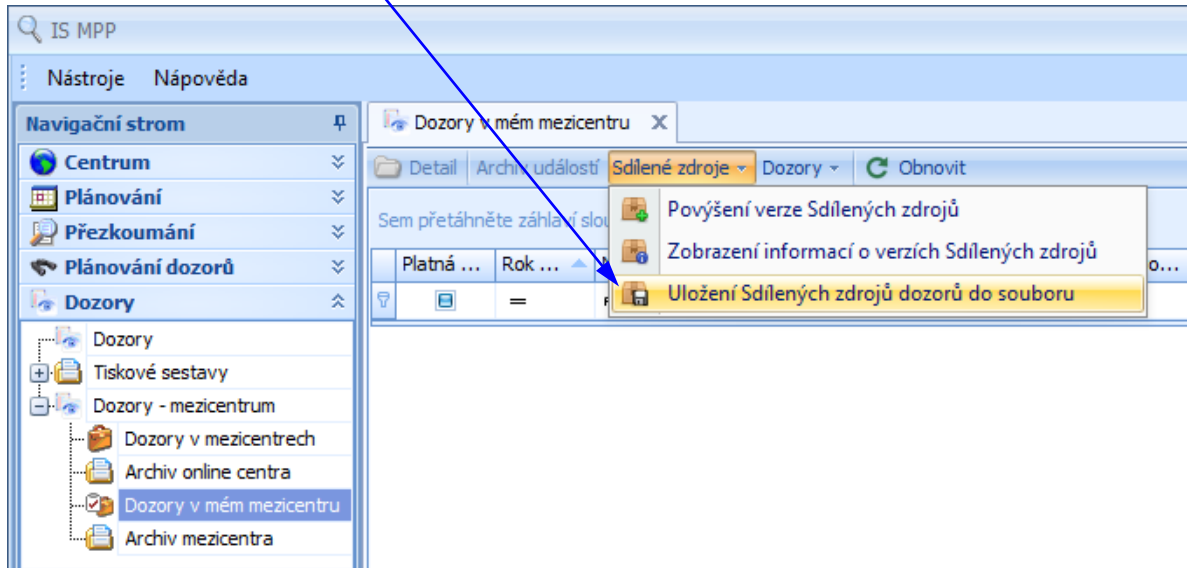 IS MPP
Nástroje Nápověda
Navigační strom
Centrum
Plánování
Přezkoumání
Plánování dozorů
Dozory
Dozory
Tiskové sestavy
Dozory - mezicentrum
Dozory v mezicentrech
Archiv online centra
Dozory v mém mezicentru
Archiv mezicentra
Dozory v mém mezicentru X
Detail Archiv událostí Sdílené zdroje Dozory Obnovit
Sem přetáhněte záhlaví slou
Platná ... Rok ... o...
=
Povýšení verze Sdílených zdrojů
Zobrazení informací o verzích Sdílených zdrojů
Uložení Sdílených zdrojů dozorů do souboru